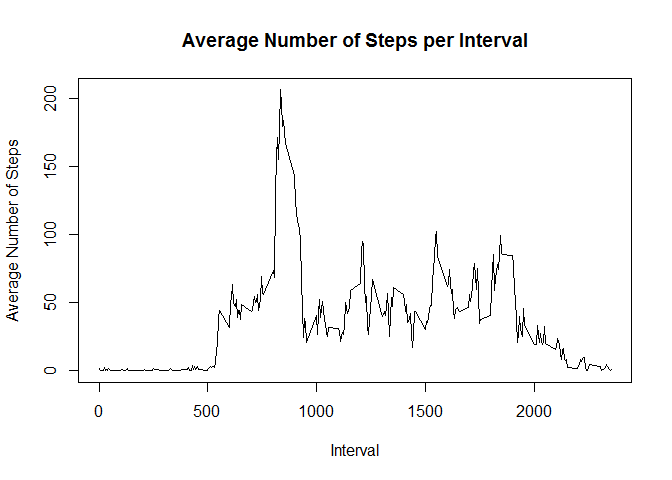 Average Number of Steps per Interval
Average Number of Steps
200
150
100
50
0
0 500 1000 1500 2000
Interval